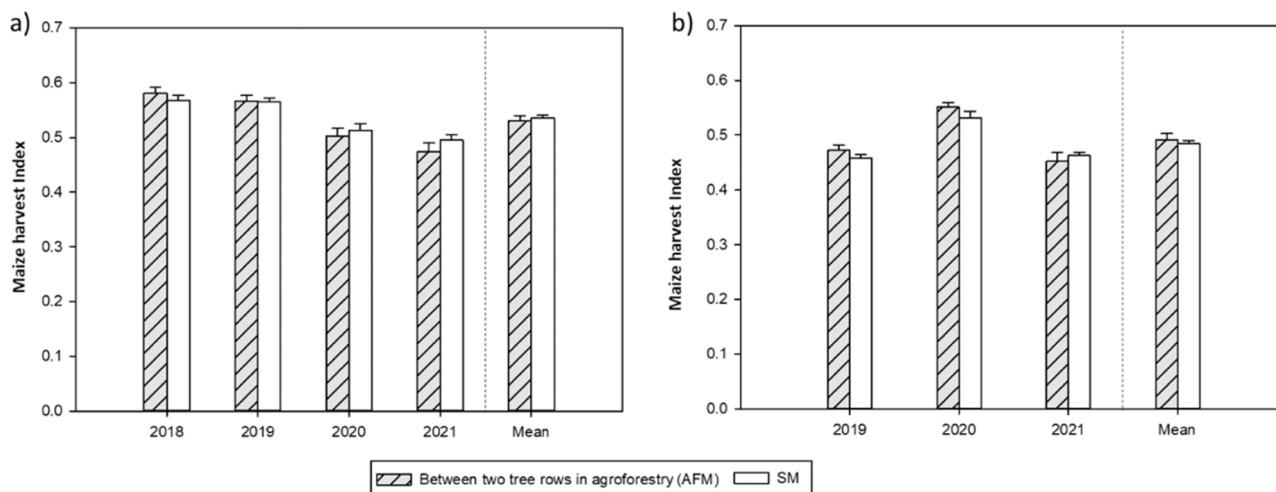 a)
Maize harvest Index
0.7
0.6
0.5
0.4
0.3
0.2
0.1
0.0
2018 2019 2020 2021 Mean
b)
Maize harvest Index
0.7
0.6
0.5
0.4
0.3
0.2
0.1
0.0
2019 2020 2021 Mean
Between two tree rows in agroforestry (AFM) SM